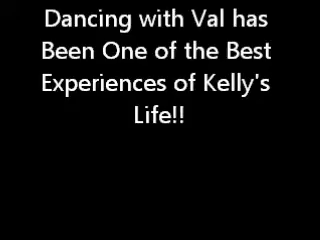 Dancing with Val has
Been One of the Best
Experiences of Kelly's
Life!!